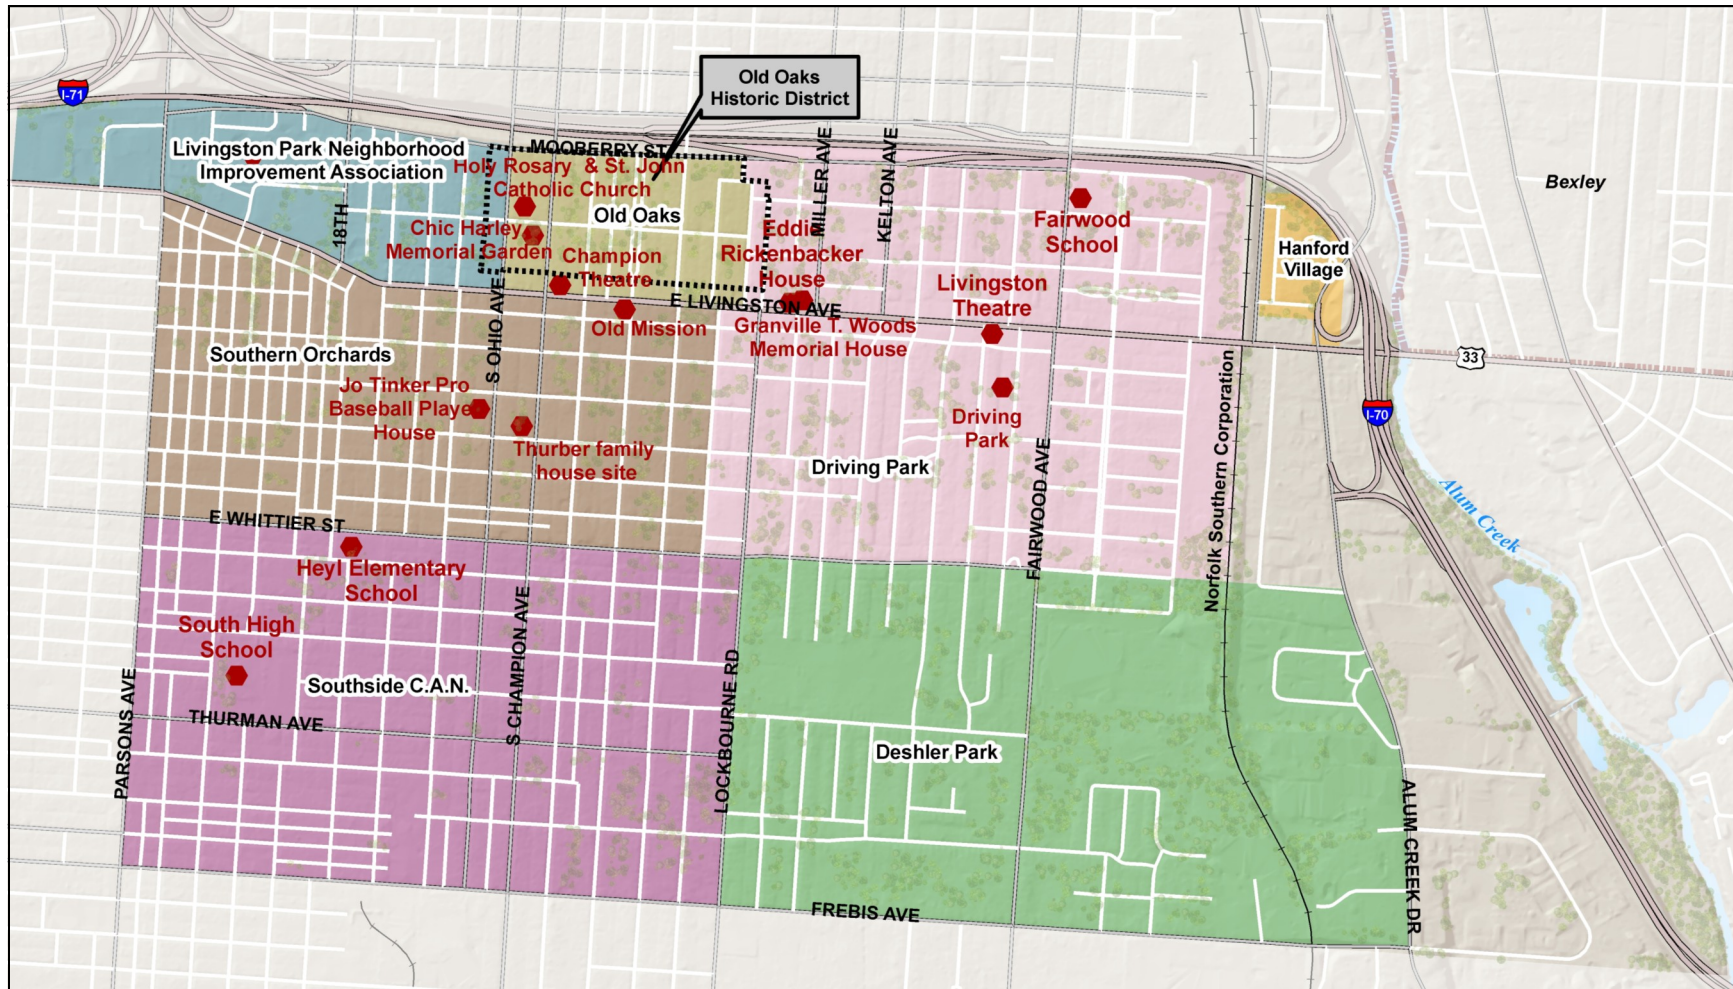 Old Oaks
Historic District
I-71
Livingston Park Neighborhood
Improvement Association
MOOBERRY ST
Holy Rosary & St. John
Catholic Church
Old Oaks
18TH
Chic Harley
Memorial Garden
Champion
Theatre
MILLER AVE
KELTON AVE
Eddie
Rickenbacker
House
Fairwood
School
Bexley
Hanford
Village
E LIVINGSTON AVE
Livingston
Theatre
Old Mission
Granville T. Woods
Memorial House
33
S OHIO AVE
Southern Orchards
Jo Tinker Pro
Baseball Playe
House
Thurber family
house site
Driving
Park
I-70
Driving Park
FAIRWOOD AVE
Norfolk Southern Corporation
Alum Creek
E WHITTIER ST
Heyl Elementary
School
South High
School
Southside C.A.N.
S CHAMPION AVE
THURMAN AVE
PARSONS AVE
LOCKBOURNE RD
Deshler Park
ALUM CREEK DR
FREBIS AVE